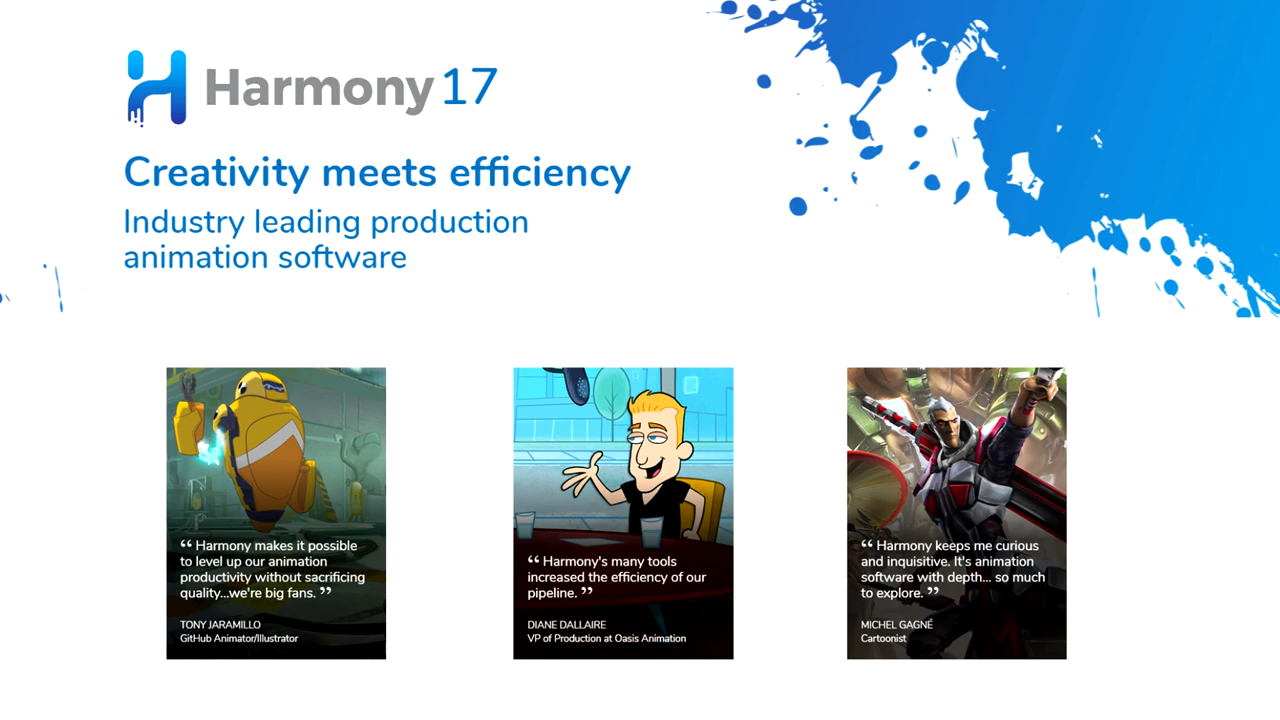 Harmony 17
Creativity meets efficiency
Industry leading production
animation software
“ Harmony makes it possible
to level up our animation
productivity without sacrificing
quality...we're big fans. ”
TONY JARAMILLO
GitHub Animator/Illustrator
“ Harmony's many tools
increased the efficiency of our
pipeline. ”
DIANE DALLAIRE
VP of Production at Oasis Animation
“ Harmony keeps me curious
and inquisitive. It's animation
software with depth... so much
to explore. ”
MICHEL GAGNÉ
Cartoonist